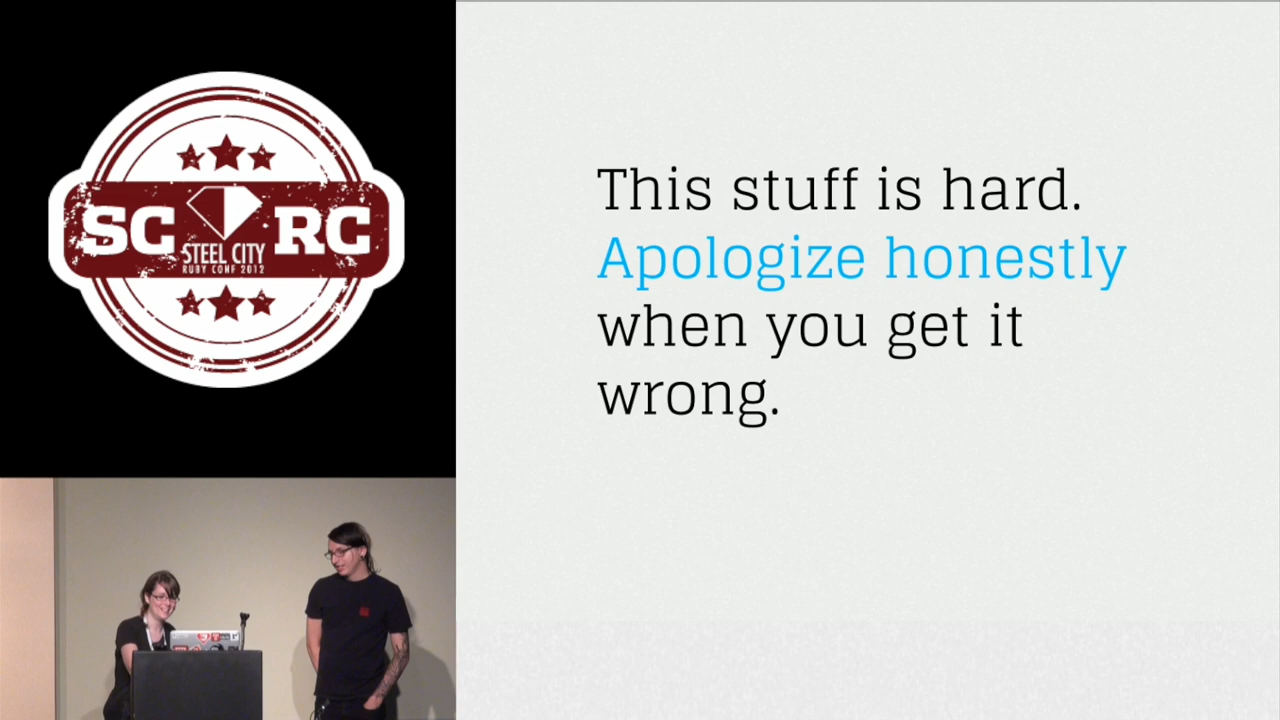 SC RC
STEEL CITY
RUBY CONF 2012
This stuff is hard.
Apologize honestly
when you get it
wrong.